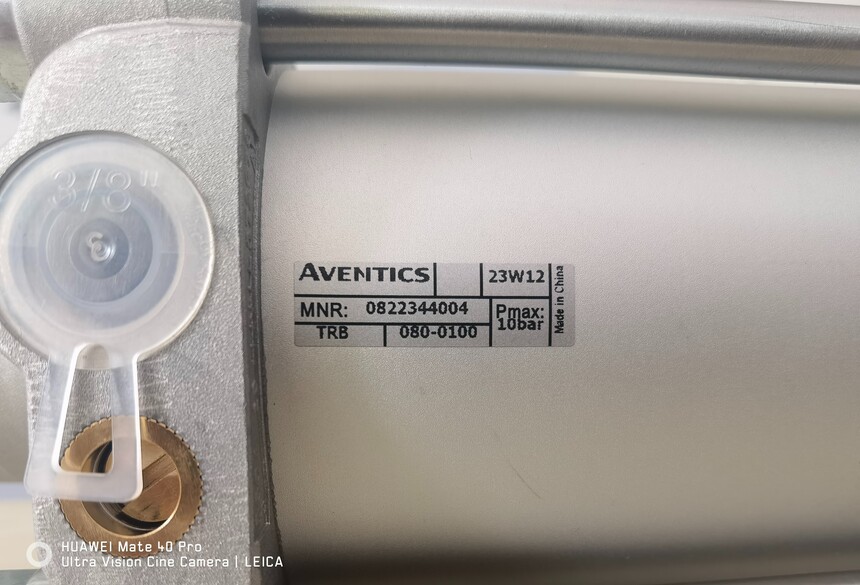 3/8"
AVENTICS 23W12
MNR: 0822344004 Pmax:
10bar
TRB 080-0100
Made in China
HUAWEI Mate 40 Pro
Ultra Vision Cine Camera | LEICA